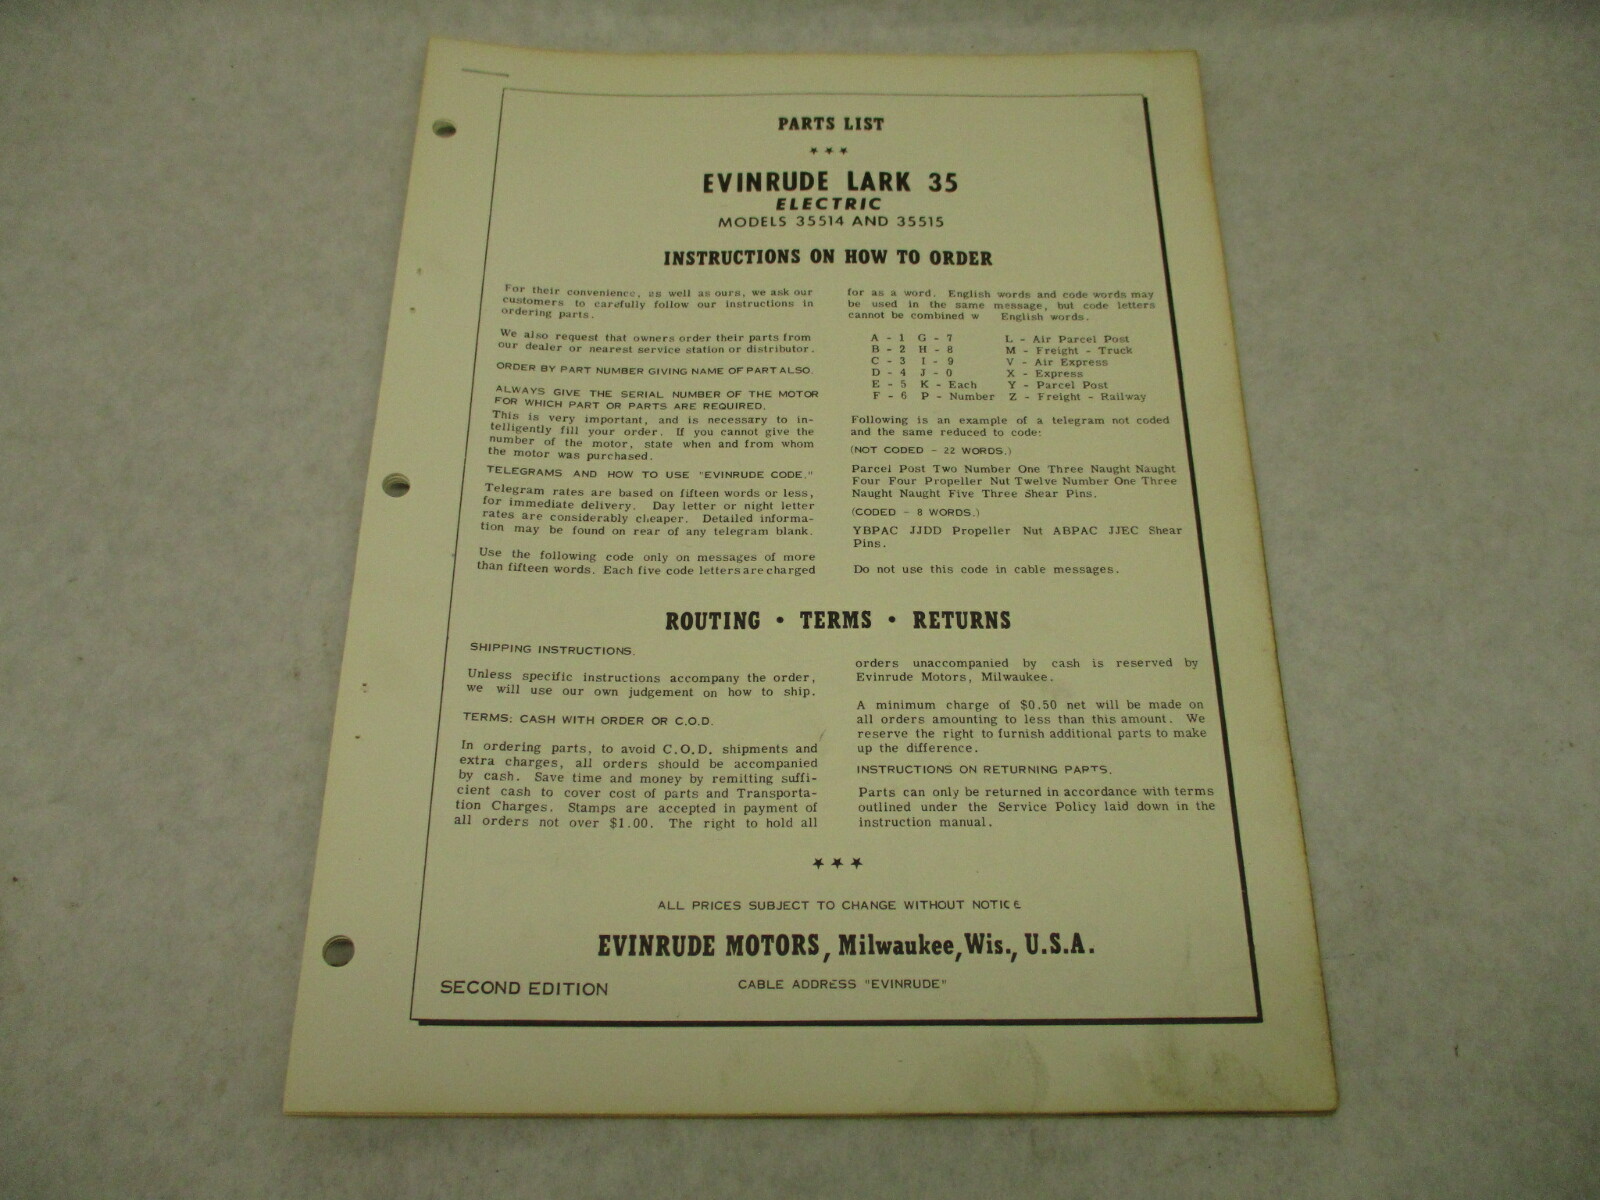 PARTS LIST
★ ★ ★
EVINRUDE LARK 35
ELECTRIC
MODELS 35514 AND 35515
INSTRUCTIONS ON HOW TO ORDER
For their convenience, as well as ours, we ask our
customers to carefully follow our instructions in
ordering parts.
We also request that owners order their parts from
our dealer or nearest service station or distributor.
ORDER BY PART NUMBER GIVING NAME OF PART ALSO.
ALWAYS GIVE THE SERIAL NUMBER OF THE MOTOR
FOR WHICH PART OR PARTS ARE REQUIRED.
This is very important, and is necessary to in-
telligently fill your order. If you cannot give the
number of the motor, state when and from whom
the motor was purchased.
TELEGRAMS AND HOW TO USE "EVINRUDE CODE."
Telegram rates are based on fifteen words or less,
for immediate delivery. Day letter or night letter
rates are considerably cheaper. Detailed informa-
tion may be found on rear of any telegram blank.
Use the following code only on messages of more
than fifteen words. Each five code letters are charged
for as a word. English words and code words may
be used in the same message, but code letters
cannot be combined w English words.
A - 1 G - 7 L - Air Parcel Post
B - 2 H - 8 M - Freight - Truck
C - 3 I - 9 V - Air Express
D - 4 J - 0 X - Express
E - 5 K - Each Y - Parcel Post
F - 6 P - Number Z - Freight - Railway
Following is an example of a telegram not coded
and the same reduced to code:
(NOT CODED - 22 WORDS.)
Parcel Post Two Number One Three Naught Naught
Four Four Propeller Nut Twelve Number One Three
Naught Naught Five Three Shear Pins.
(CODED - 8 WORDS.)
YBPAC JJDD Propeller Nut ABPAC JJEC Shear
Pins.
Do not use this code in cable messages.
ROUTING • TERMS • RETURNS
SHIPPING INSTRUCTIONS.
Unless specific instructions accompany the order,
we will use our own judgement on how to ship.
TERMS: CASH WITH ORDER OR C.O.D.
In ordering parts, to avoid C.O.D. shipments and
extra charges, all orders should be accompanied
by cash. Save time and money by remitting suffi-
cient cash to cover cost of parts and Transporta-
tion Charges. Stamps are accepted in payment of
all orders not over $1.00. The right to hold all
orders unaccompanied by cash is reserved by
Evinrude Motors, Milwaukee.
A minimum charge of $0.50 net will be made on
all orders amounting to less than this amount. We
reserve the right to furnish additional parts to make
up the difference.
INSTRUCTIONS ON RETURNING PARTS.
Parts can only be returned in accordance with terms
outlined under the Service Policy laid down in the
instruction manual.
★ ★ ★
ALL PRICES SUBJECT TO CHANGE WITHOUT NOTICE
EVINRUDE MOTORS, Milwaukee, Wis., U.S.A.
SECOND EDITION
CABLE ADDRESS "EVINRUDE"